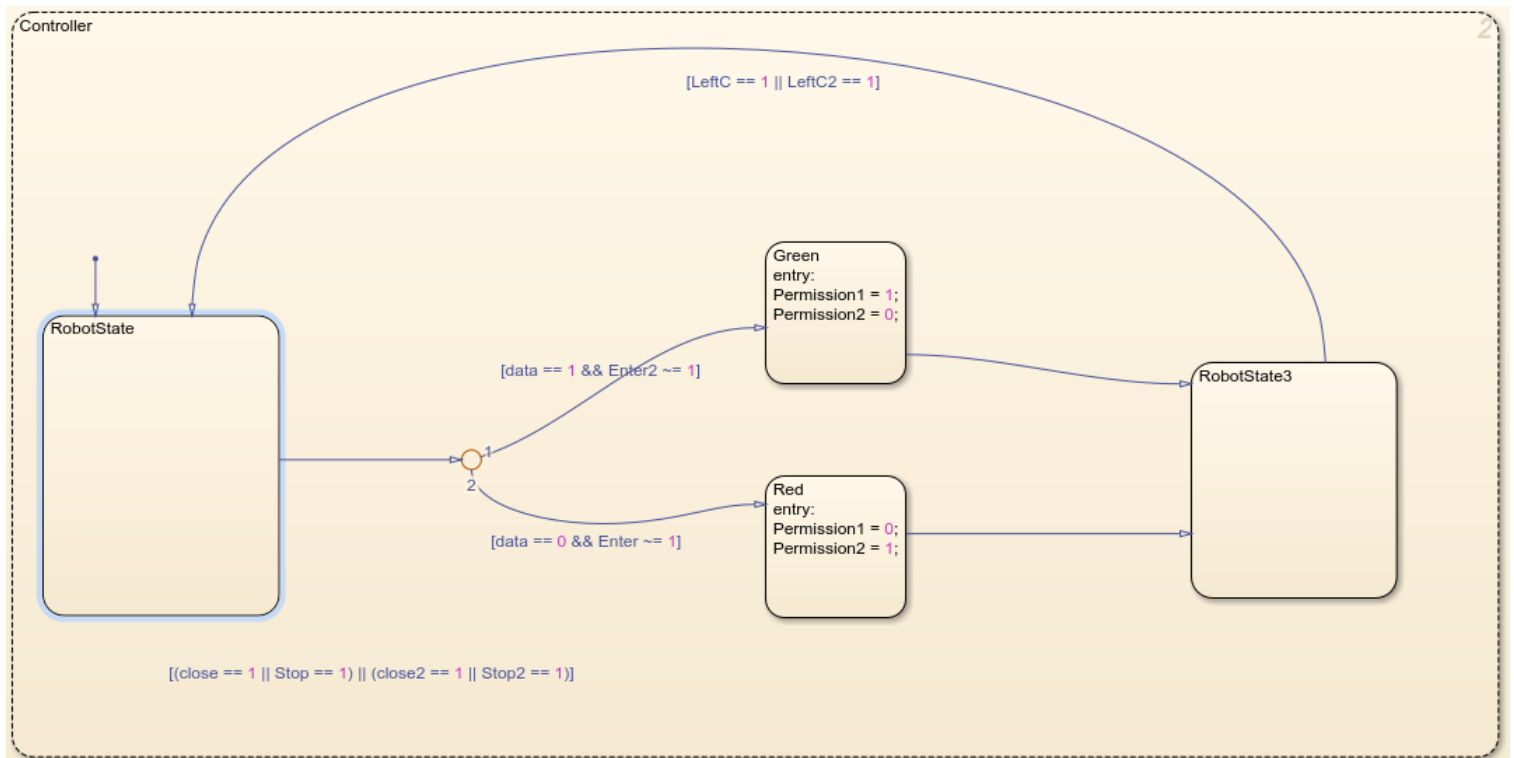 Controller
2
[LeftC == 1 || LeftC2 == 1]
Green
entry:
Permission1 = 1;
Permission2 = 0;
RobotState
[data == 1 && Enter2 ~= 1]
RobotState3
1
2
Red
entry:
Permission1 = 0;
Permission2 = 1;
[data == 0 && Enter ~= 1]
[(close == 1 || Stop == 1) || (close2 == 1 || Stop2 == 1)]